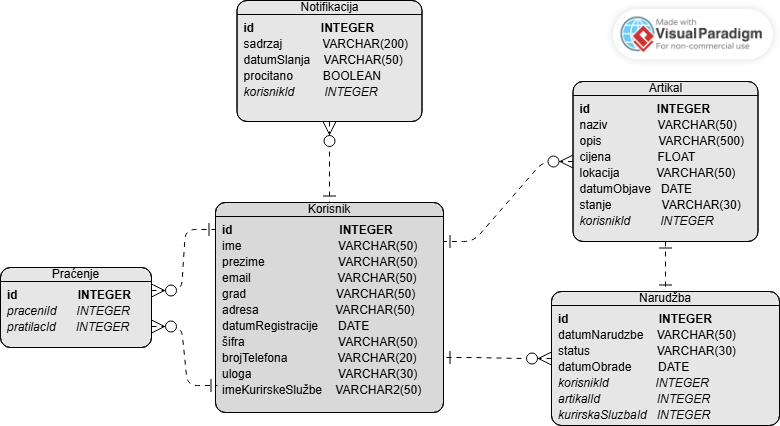 Notifikacija
id INTEGER
sadrzaj VARCHAR(200)
datumSlanja VARCHAR(50)
procitano BOOLEAN
korisnikId INTEGER
Made with
VisualParadigm
For non-commercial use
Artikal
id INTEGER
naziv VARCHAR(50)
opis VARCHAR(500)
cijena FLOAT
lokacija VARCHAR(50)
datumObjave DATE
stanje VARCHAR(30)
korisnikId INTEGER
Korisnik
id INTEGER
ime VARCHAR(50)
prezime VARCHAR(50)
email VARCHAR(50)
grad VARCHAR(50)
adresa VARCHAR(50)
datumRegistracije DATE
šifra VARCHAR(50)
brojTelefona VARCHAR(20)
uloga VARCHAR(30)
imeKurirskeSlužbe VARCHAR2(50)
Praćenje
id INTEGER
praceniId INTEGER
pratilacId INTEGER
Narudžba
id INTEGER
datumNarudzbe VARCHAR(50)
status VARCHAR(30)
datumObrade DATE
korisnikId INTEGER
artikalId INTEGER
kurirskaSluzbaId INTEGER